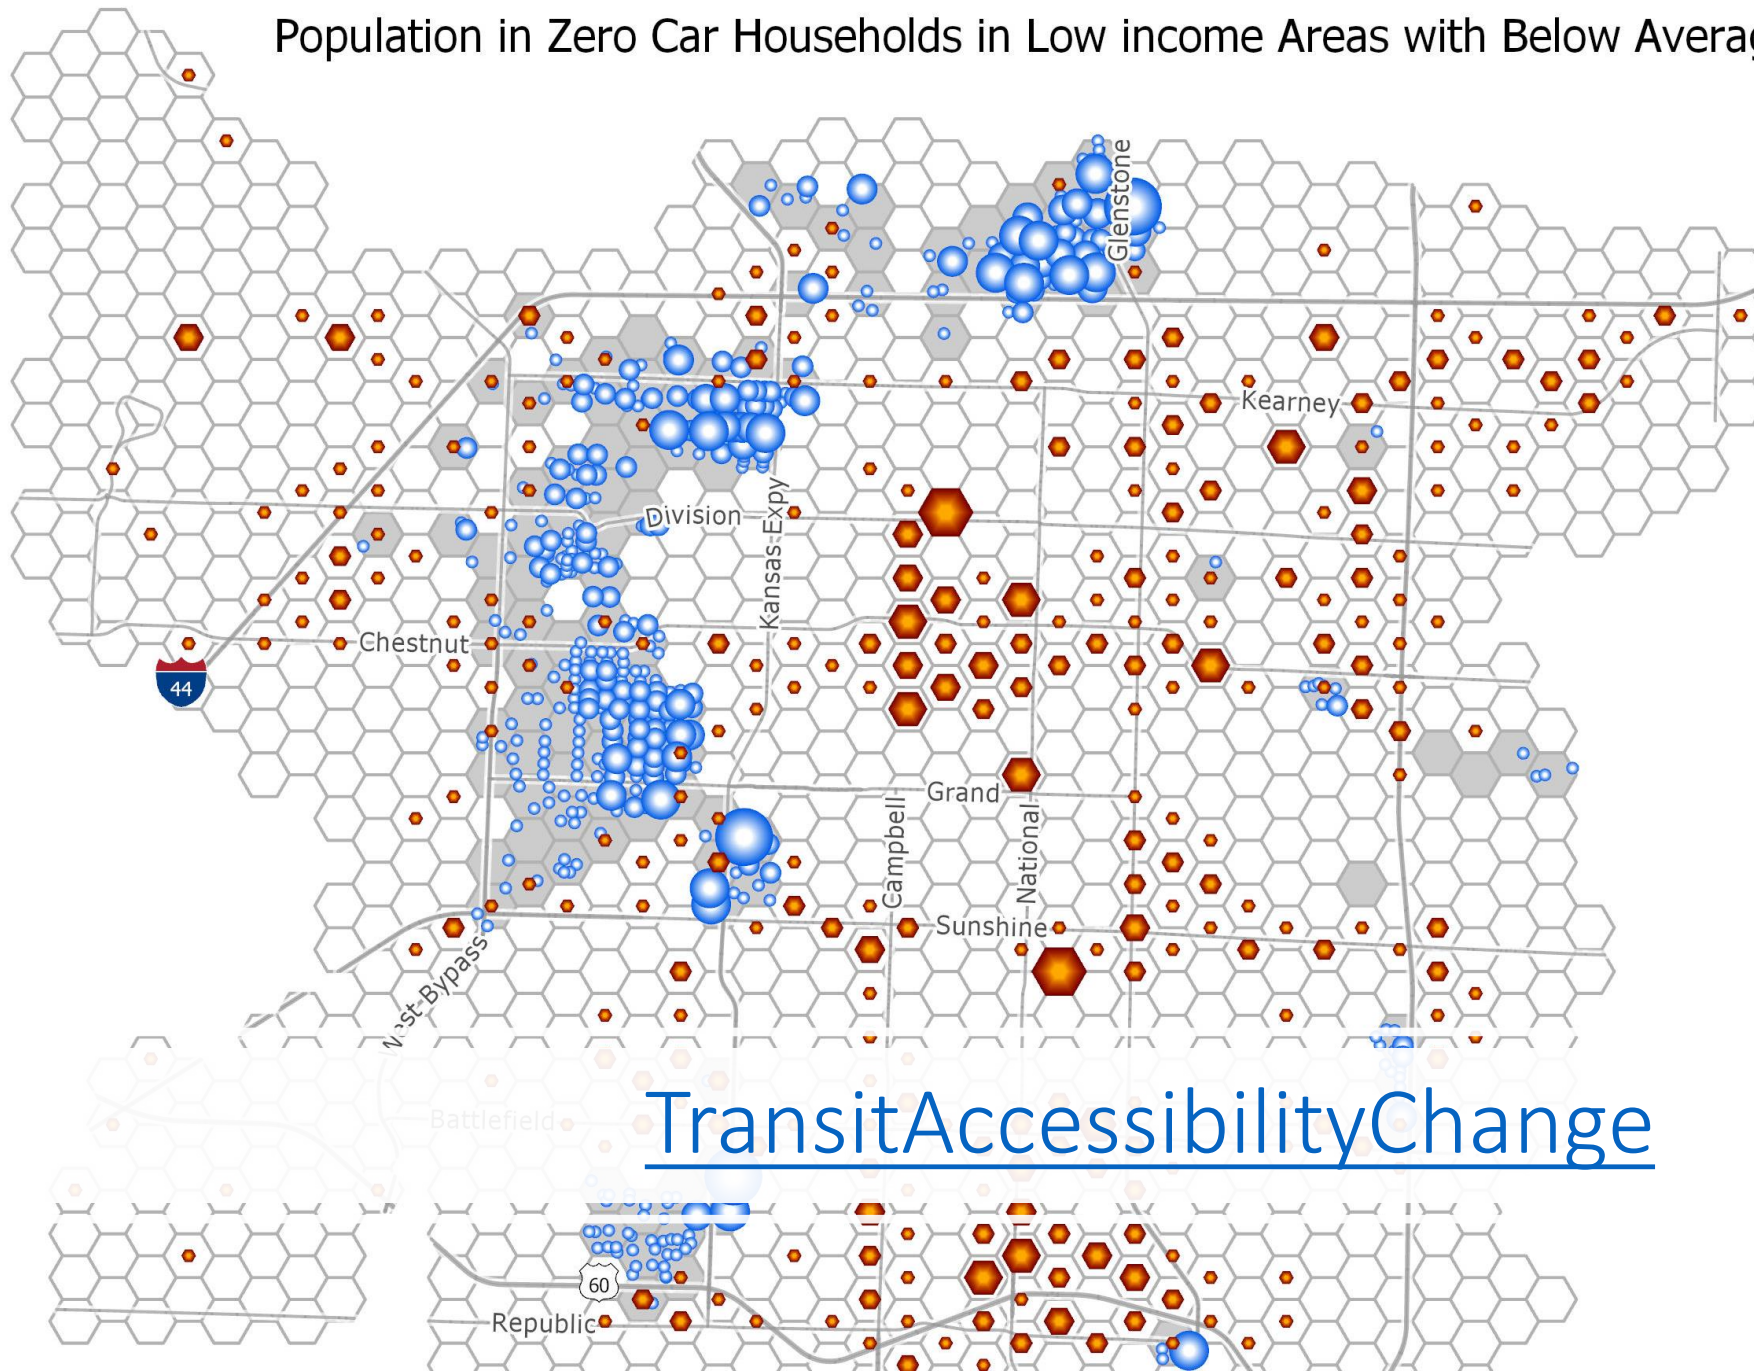 Population in Zero Car Households in Low income Areas with Below Averag
Glenstone
Kearney
Division
Kansas Expy
Chestnut
44
Grand
Campbell
National
Sunshine
West Bypass
Battlefield
TransitAccessibilityChange
60
Republic